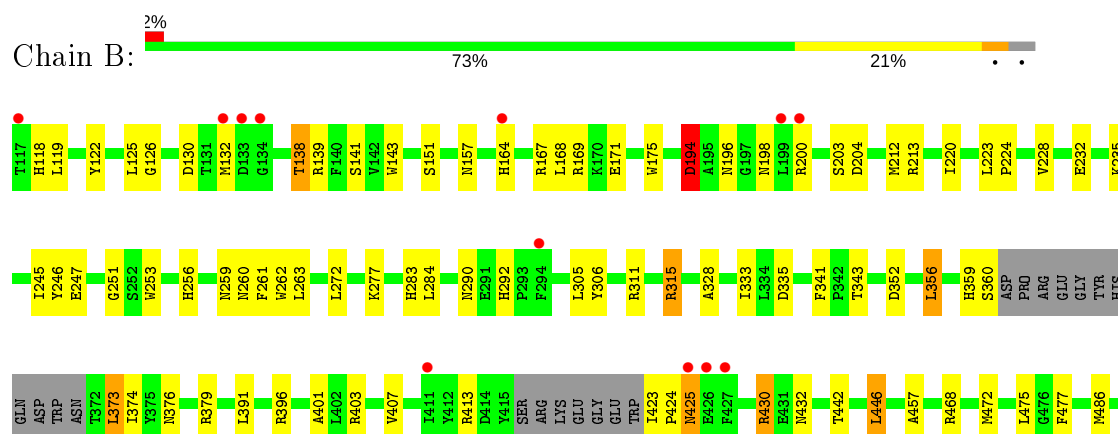 2%
Chain B:
73% 21% • •
T117 H118 L119 Y122 L125 G126 D130 T131 M132 D133 G134 T138 R139 F140 S141 V142 W143 S151 N157 H164 R167 L168 R169 K170 E171 W175 D194 A195 N196 G197 N198 L199 R200 S203 D204 M212 R213 I220 L223 P224 V228 E232 K235
I245 Y246 E247 G251 S252 W253 H256 N259 N260 F261 W262 L263 L272 K277 H283 L284 N290 E291 H292 P293 F294 L305 Y306 R311 R315 A328 I333 L334 D335 F341 P342 T343 D352 L356 H359 S360 ASP PRO ARG GLU GLY TYR HIS
GLN ASP TRP ASN T372 L373 I374 Y375 N376 R379 L391 R396 A401 L402 R403 V407 I411 Y412 R413 D414 Y415 SER ARG LYS GLU GLY GLU TRP I423 P424 N425 E426 F427 R430 E431 N432 T442 L446 A457 R468 M472 L475 G476 F477 M486